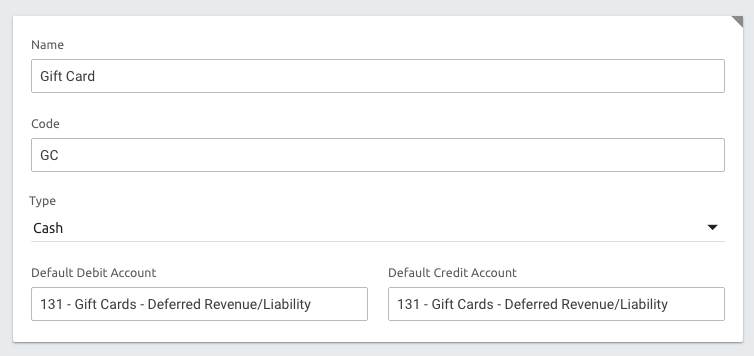 Name
Gift Card
Code
GC
Type
Cash
Default Debit Account
Default Credit Account
131 - Gift Cards - Deferred Revenue/Liability
131 - Gift Cards - Deferred Revenue/Liability